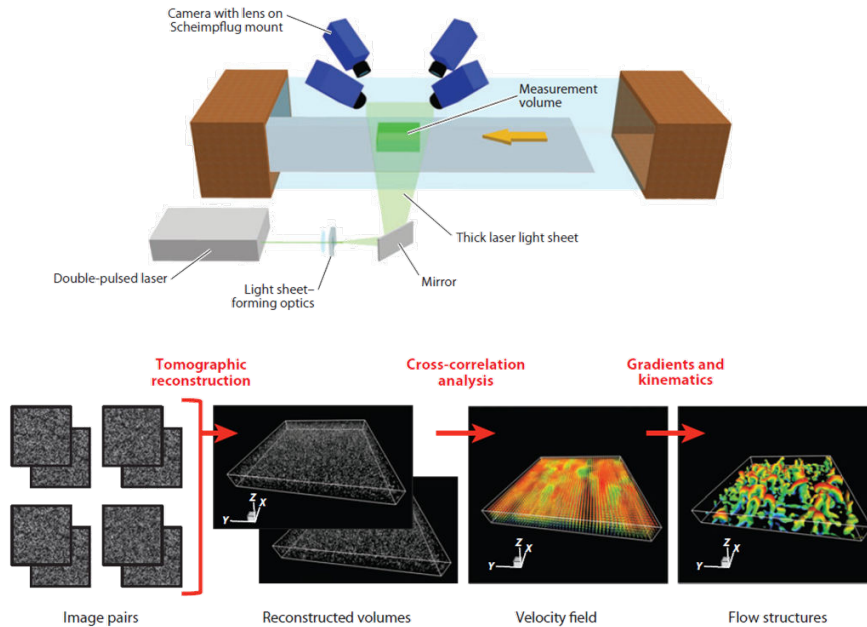 Camera with lens on
Scheimpflug mount
Measurement
volume
Thick laser light sheet
Double-pulsed laser
Light sheet–
forming optics
Mirror
Tomographic
reconstruction
Cross-correlation
analysis
Gradients and
kinematics
Z
X
Y
Z
X
Y
Z
X
Y
Image pairs
Reconstructed volumes
Velocity field
Flow structures